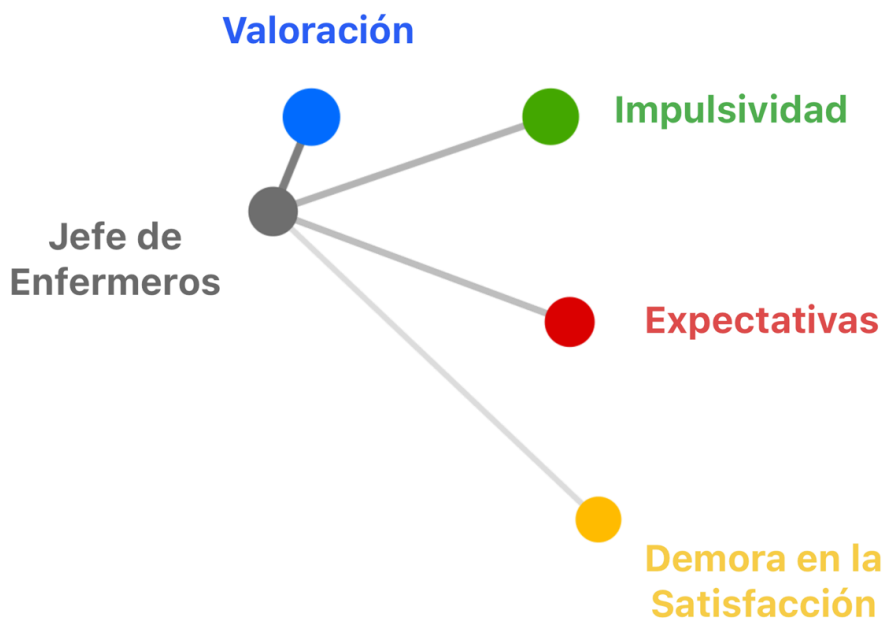 Valoración
Impulsividad
Jefe de
Enfermeros
Expectativas
Demora en la
Satisfacción